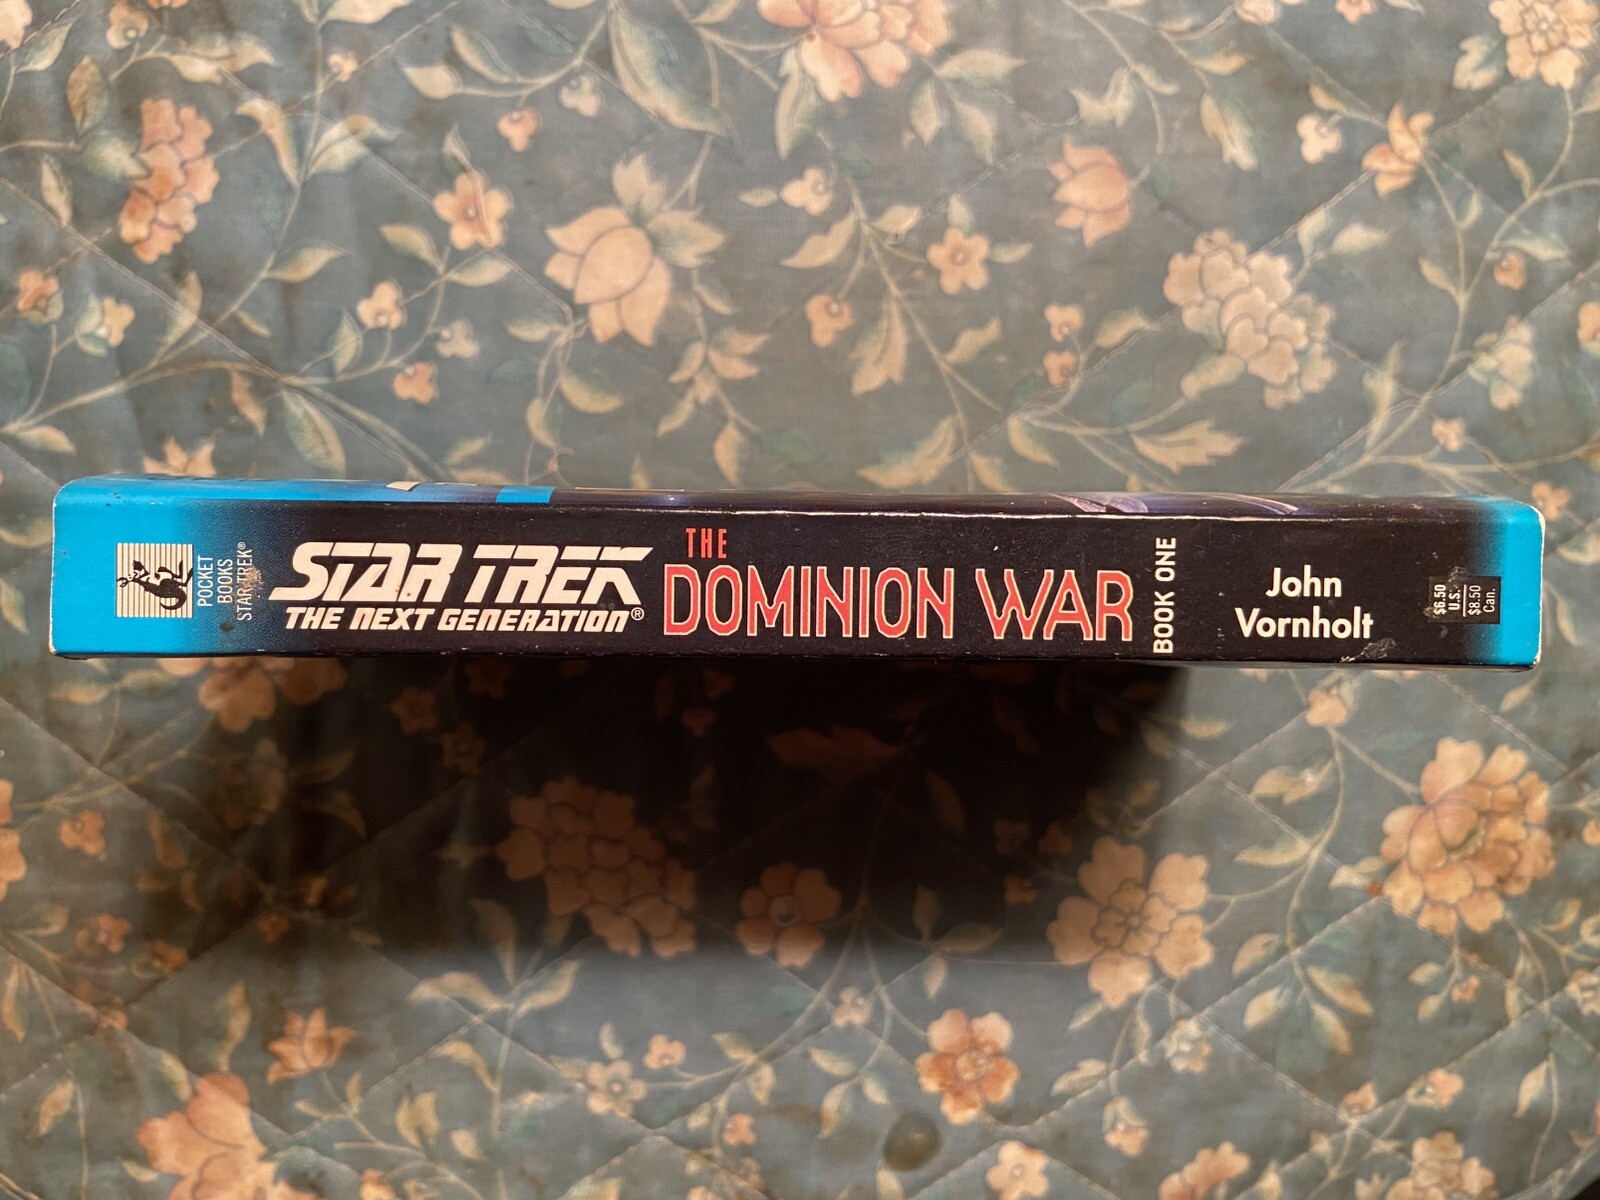 POCKET
BOOKS
STAR TREK®
STAR TREK
THE NEXT GENERATION®
THE
DOMINION WAR
BOOK ONE
John
Vornholt
$6.50
U.S.
$8.50
Can.